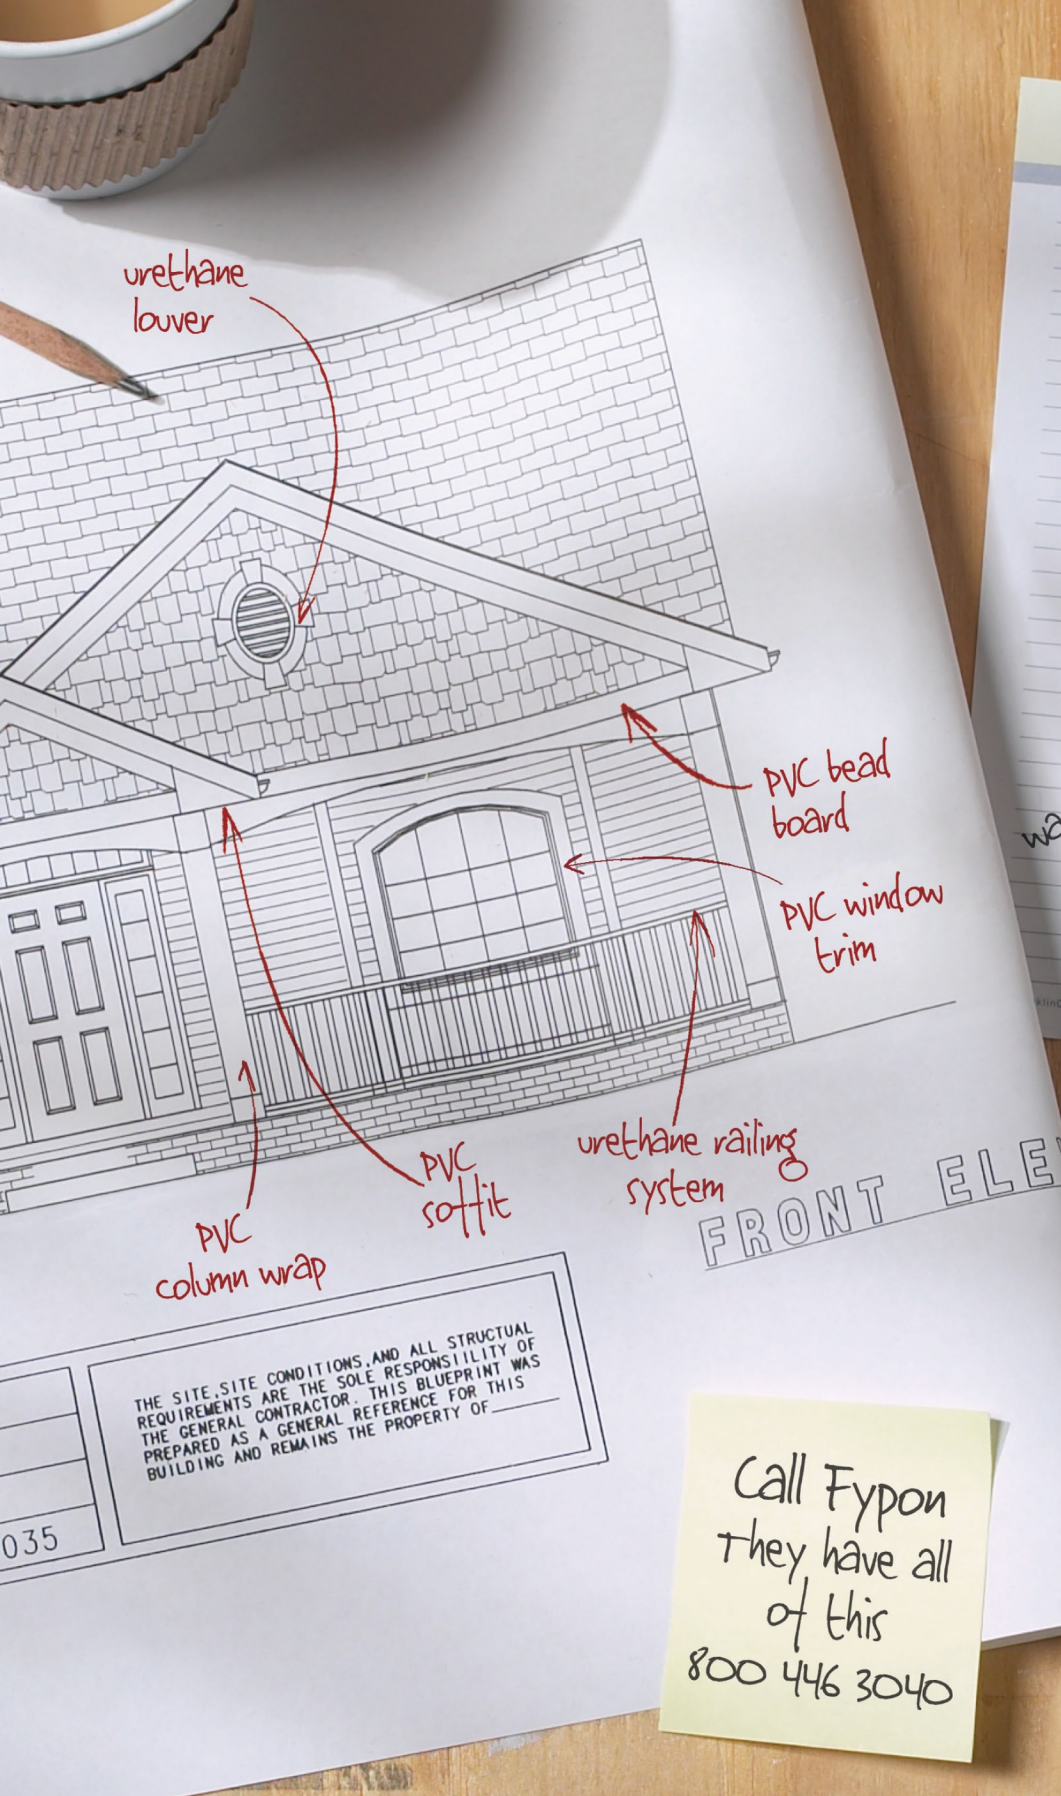 urethane
louver
PVC bead
board
wa
PVC window
trim
urethane railing
system
PVC
soffit
PVC
column wrap
FRONT ELE
THE SITE,SITE CONDITIONS,AND ALL STRUCTUAL
REQUIREMENTS ARE THE SOLE RESPONSIILITY OF
THE GENERAL CONTRACTOR. THIS BLUEPRINT WAS
PREPARED AS A GENERAL REFERENCE FOR THIS
BUILDING AND REMAINS THE PROPERTY OF
035
Call Fypon
They have all
of this
800 446 3040